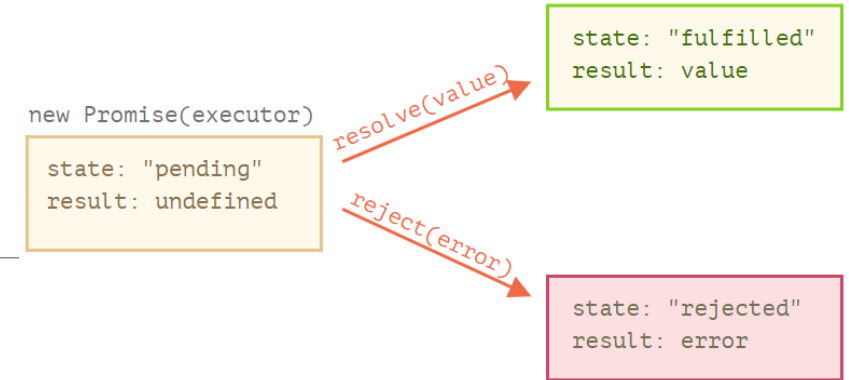 new Promise(executor)
state: "pending"
result: undefined
resolve(value)
state: "fulfilled"
result: value
reject(error)
state: "rejected"
result: error